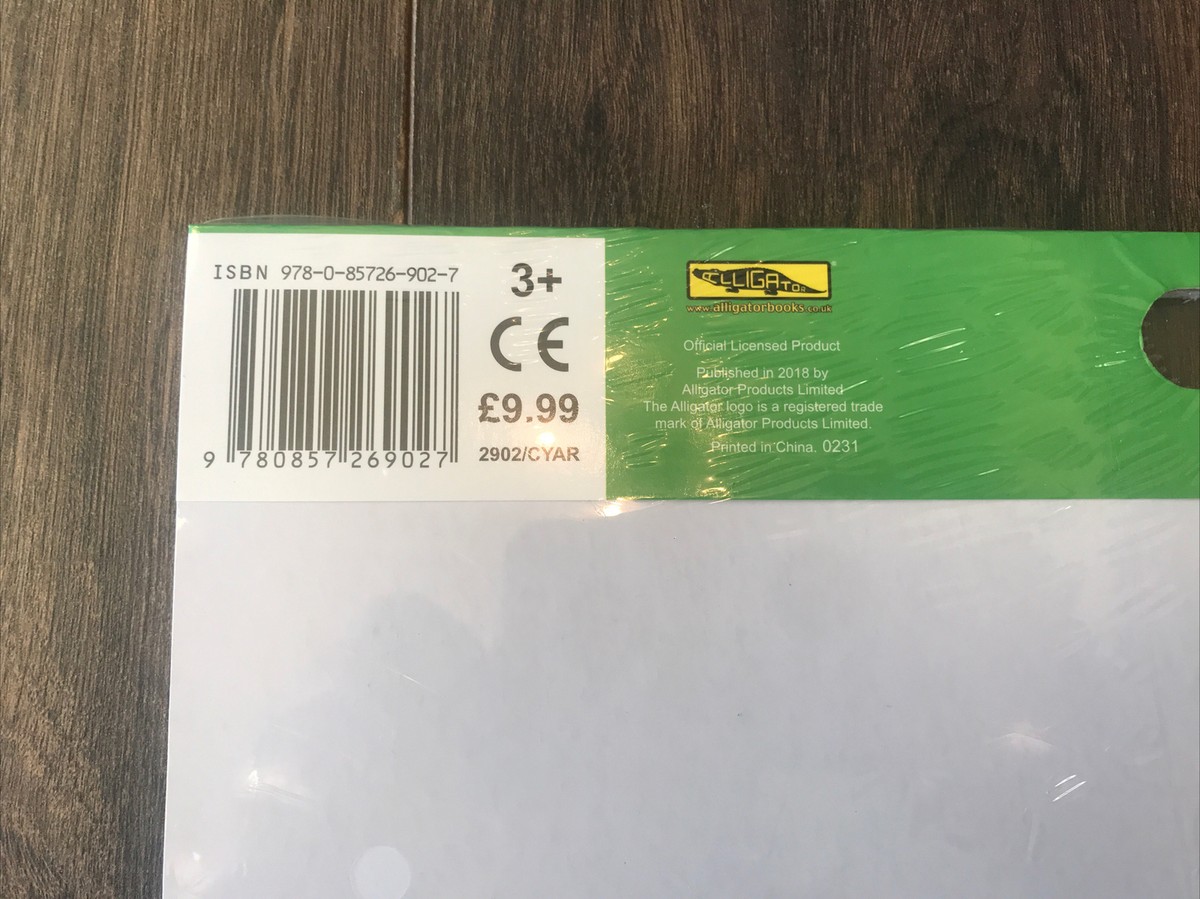 ISBN 978-0-85726-902-7
3+
CE
£9.99
2902/CYAR
9 780857 269027
ALLIGATOR
www.alligatorbooks.co.uk
Official Licensed Product
Published in 2018 by
Alligator Products Limited
The Alligator logo is a registered trade
mark of Alligator Products Limited.
Printed in China. 0231